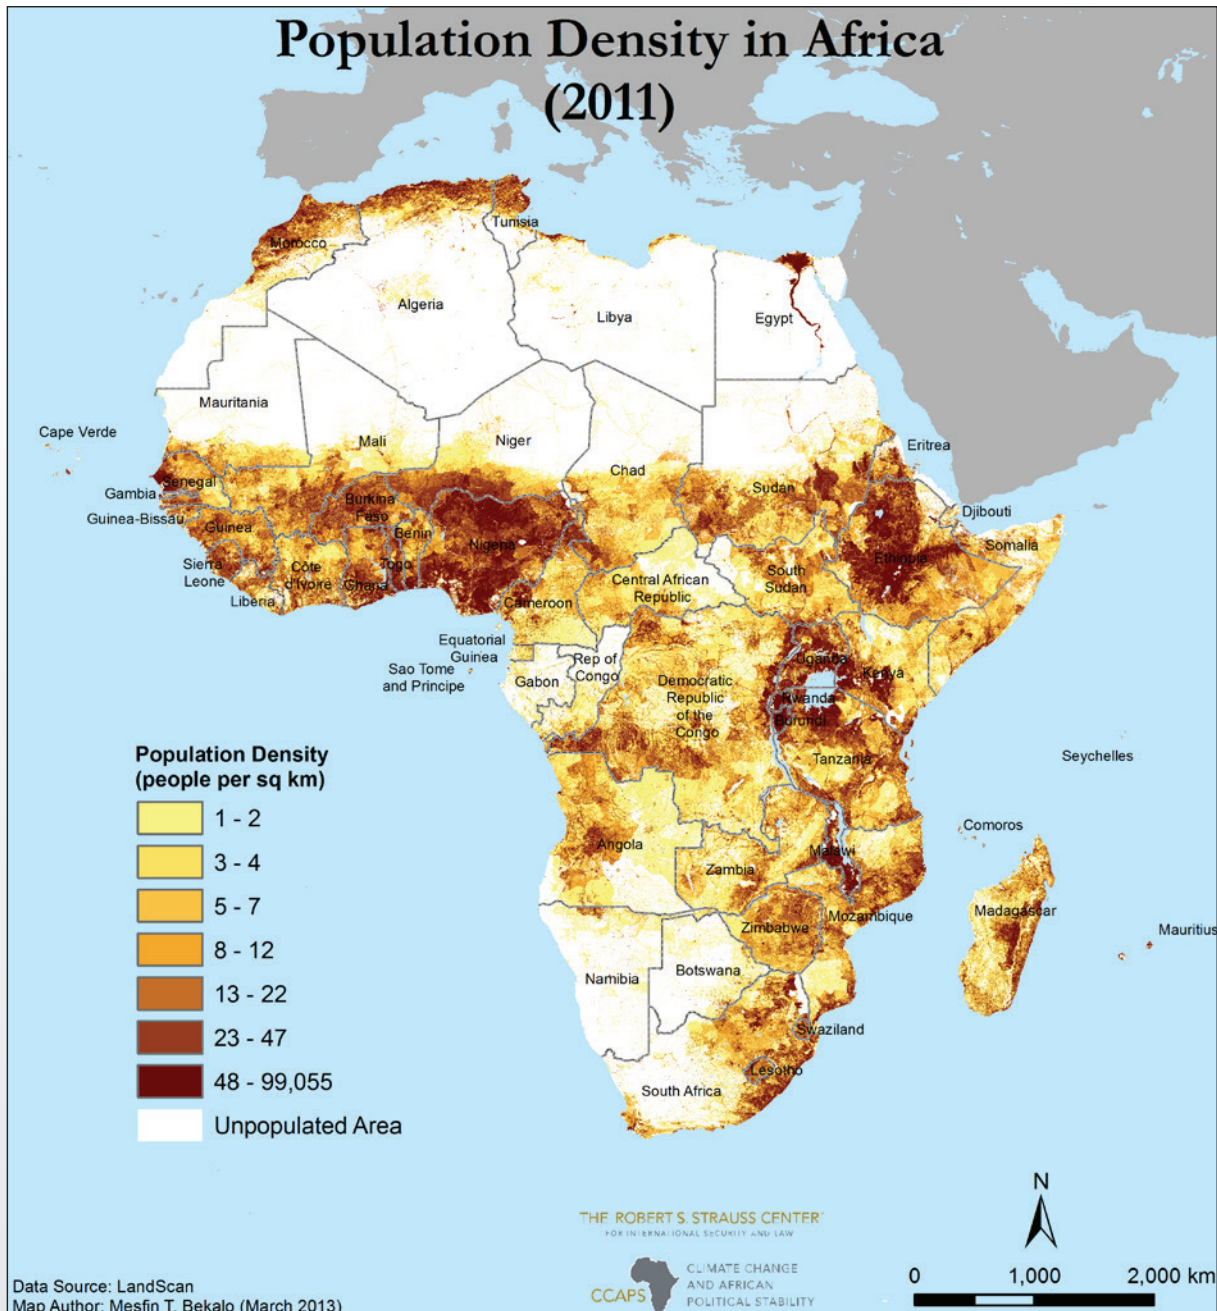 Population Density in Africa
(2011)
Tunisia
Morocco
Algeria
Libya
Egypt
Mauritania
Cape Verde
Mali
Niger
Chad
Sudan
Eritrea
Senegal
Gambia
Guinea-Bissau
Guinea
Burkina
Faso
Benin
Nigeria
Djibouti
Somalia
Ethiopia
Sierra
Leone
Côte
d'Ivoire
Togo
Ghana
Liberia
Cameroon
Central African
Republic
South
Sudan
Equatorial
Guinea
Sao Tome
and Principe
Gabon
Rep of
Congo
Democratic
Republic
of the
Congo
Uganda
Kenya
Rwanda
Burundi
Tanzania
Seychelles
Comoros
Angola
Zambia
Malawi
Mozambique
Madagascar
Mauritius
Zimbabwe
Namibia
Botswana
Swaziland
Lesotho
South Africa
Population Density
(people per sq km)
1 - 2
3 - 4
5 - 7
8 - 12
13 - 22
23 - 47
48 - 99,055
Unpopulated Area
N
THE ROBERT S. STRAUSS CENTER
FOR INTERNATIONAL SECURITY AND LAW
CCAPS
CLIMATE CHANGE
AND AFRICAN
POLITICAL STABILITY
0 1,000 2,000 km
Data Source: LandScan
Map Author: Mesfin T. Bekalo (March 2013)